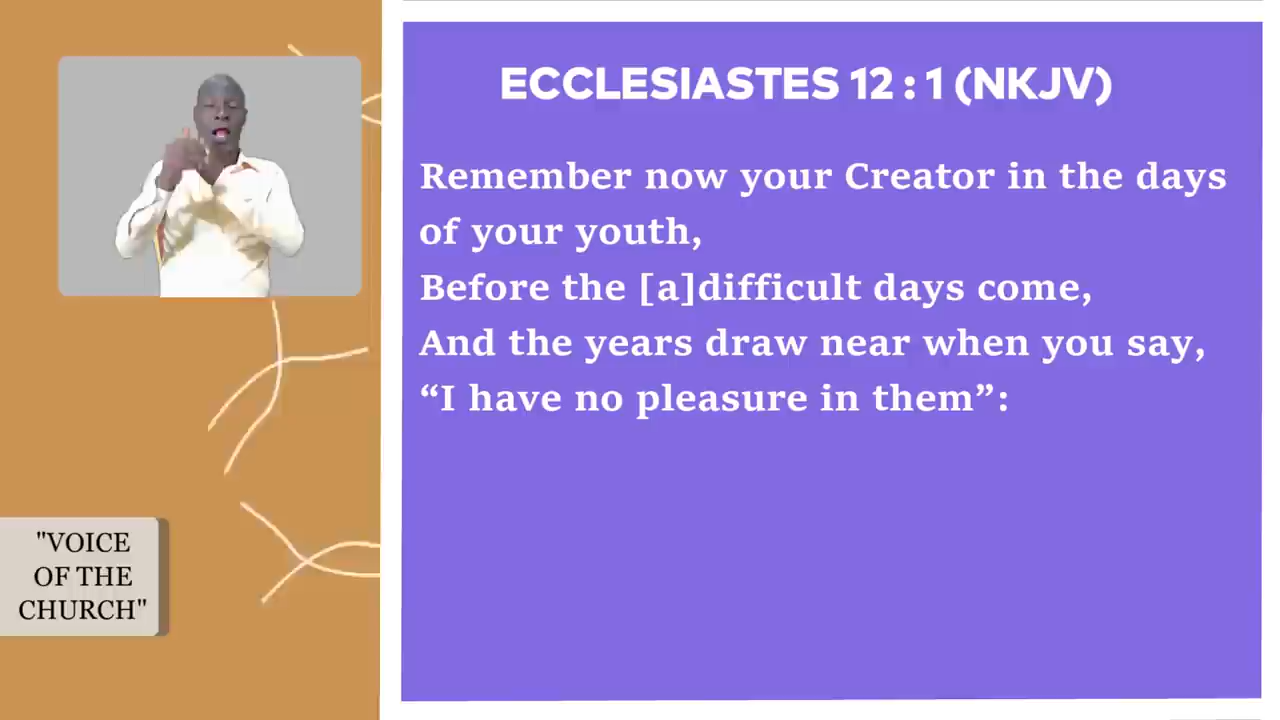 ECCLESIASTES 12 : 1 (NKJV)
Remember now your Creator in the days
of your youth,
Before the [a]difficult days come,
And the years draw near when you say,
“I have no pleasure in them”:
"VOICE
OF THE
CHURCH"